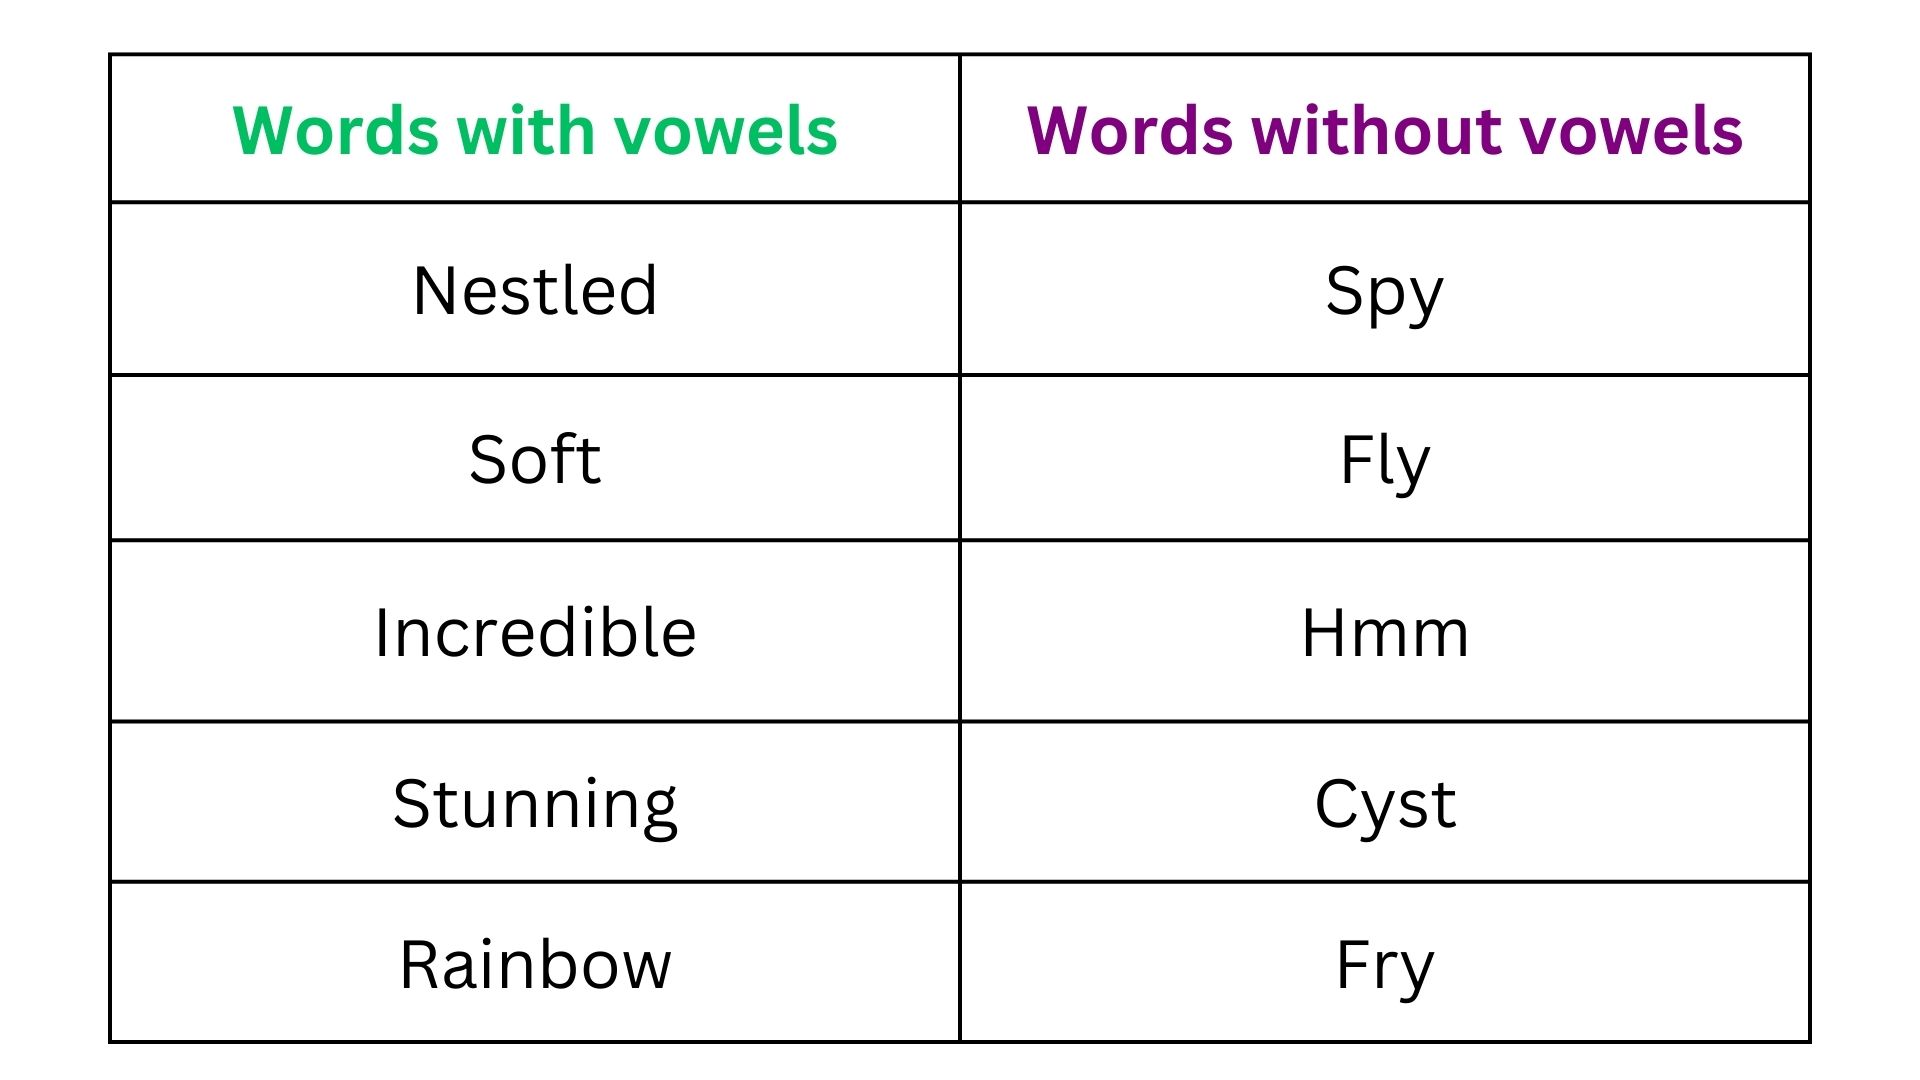 Words with vowels
Words without vowels
Nestled
Spy
Soft
Fly
Incredible
Hmm
Stunning
Cyst
Rainbow
Fry